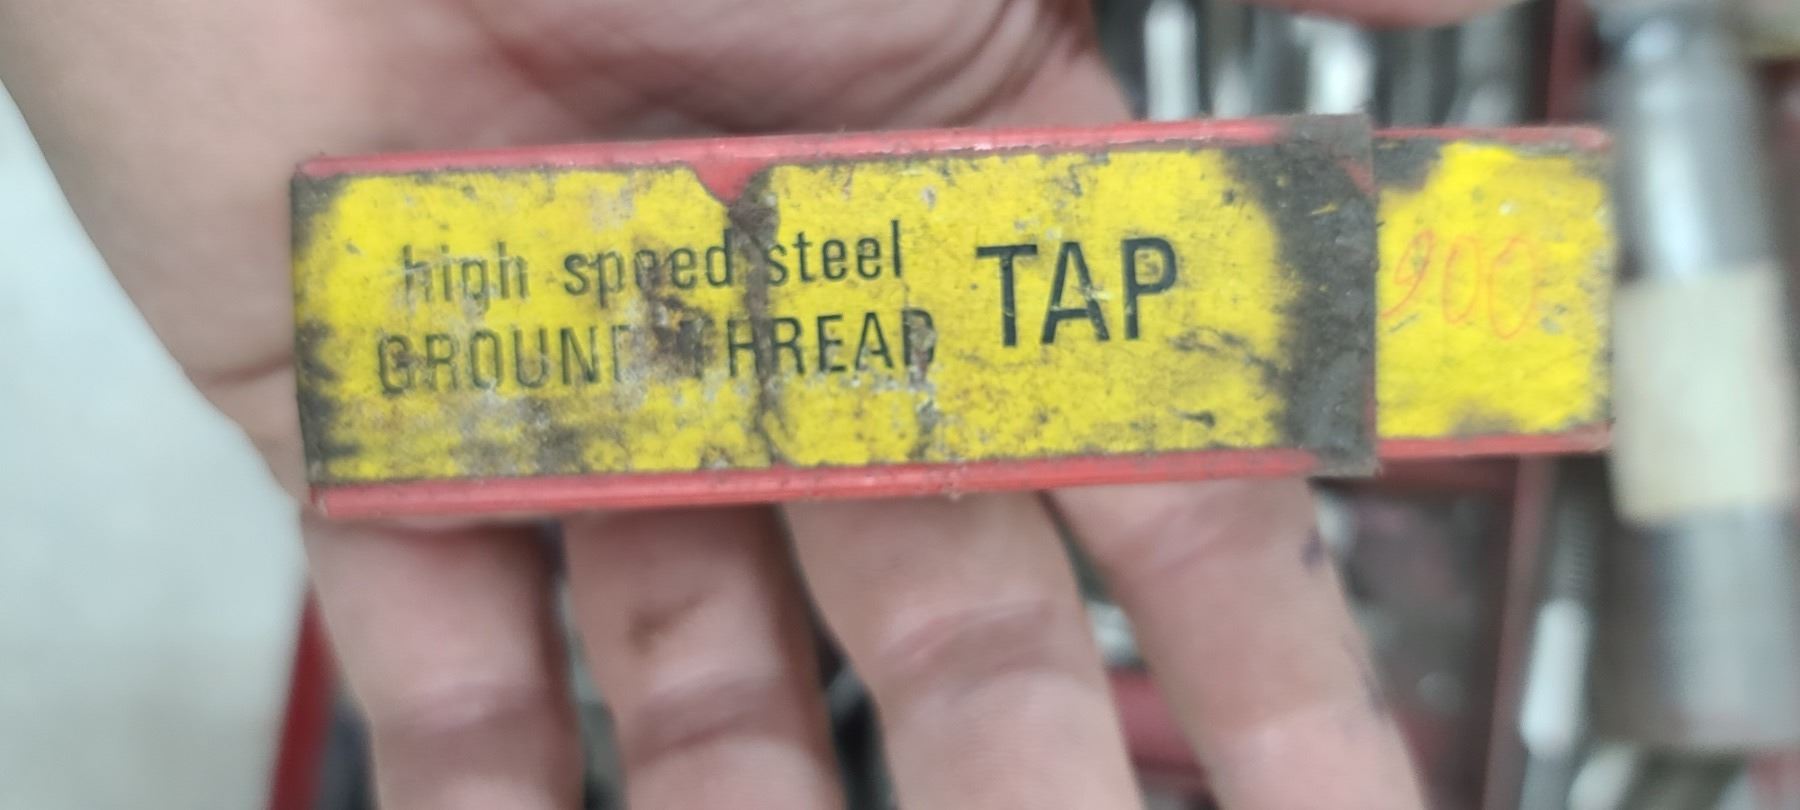 high speed steel
GROUND THREAD
TAP
900